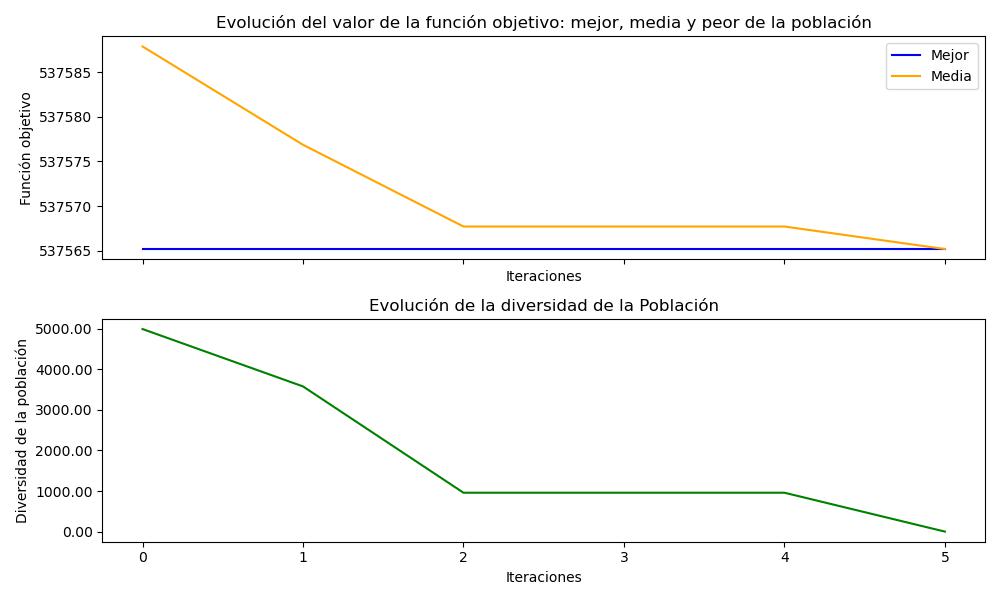 Evolución del valor de la función objetivo: mejor, media y peor de la población
Función objetivo
537585
537580
537575
537570
537565
Mejor
Media
Iteraciones
Evolución de la diversidad de la Población
Diversidad de la población
5000.00
4000.00
3000.00
2000.00
1000.00
0.00
0 1 2 3 4 5
Iteraciones